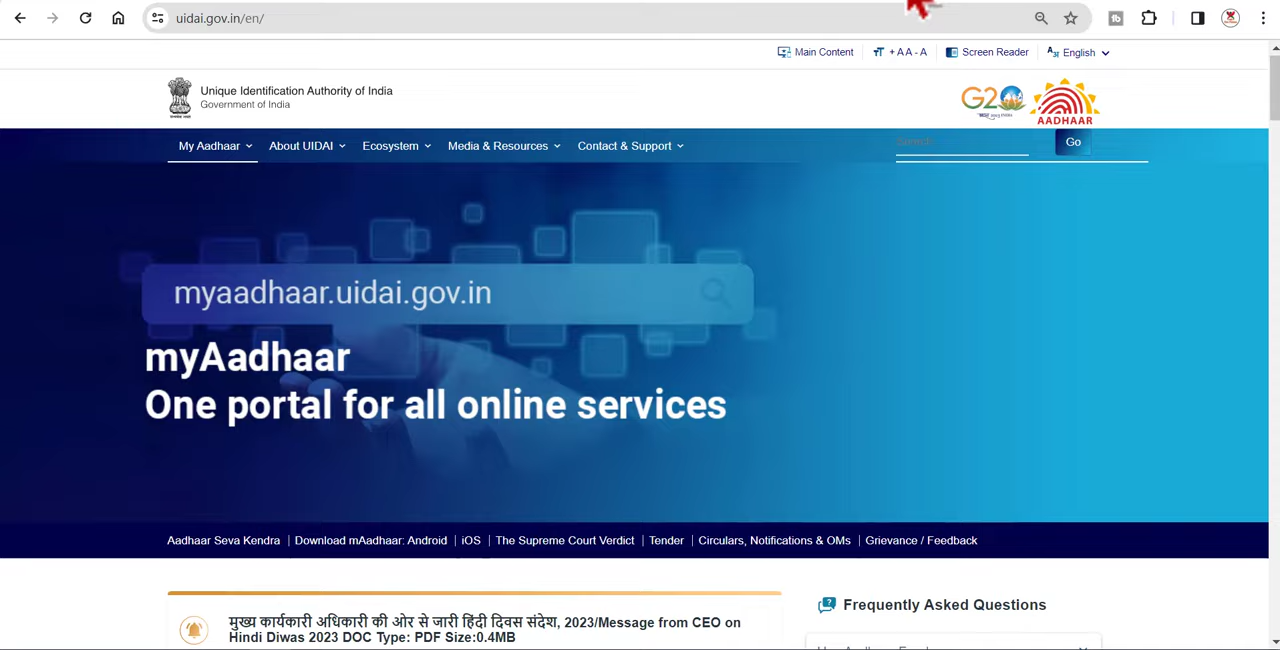 uidai.gov.in/en/
Main Content
+ A A - A
Screen Reader
English
Unique Identification Authority of India
Government of India
G20
AADHAAR
My Aadhaar
About UIDAI
Ecosystem
Media & Resources
Contact & Support
Search
Go
myaadhaar.uidai.gov.in
myAadhaar
One portal for all online services
Aadhaar Seva Kendra
Download mAadhaar: Android
iOS
The Supreme Court Verdict
Tender
Circulars, Notifications & OMs
Grievance / Feedback
मुख्य कार्यकारी अधिकारी की ओर से जारी हिंदी दिवस संदेश, 2023/Message from CEO on
Hindi Diwas 2023 DOC Type: PDF Size:0.4MB
Frequently Asked Questions